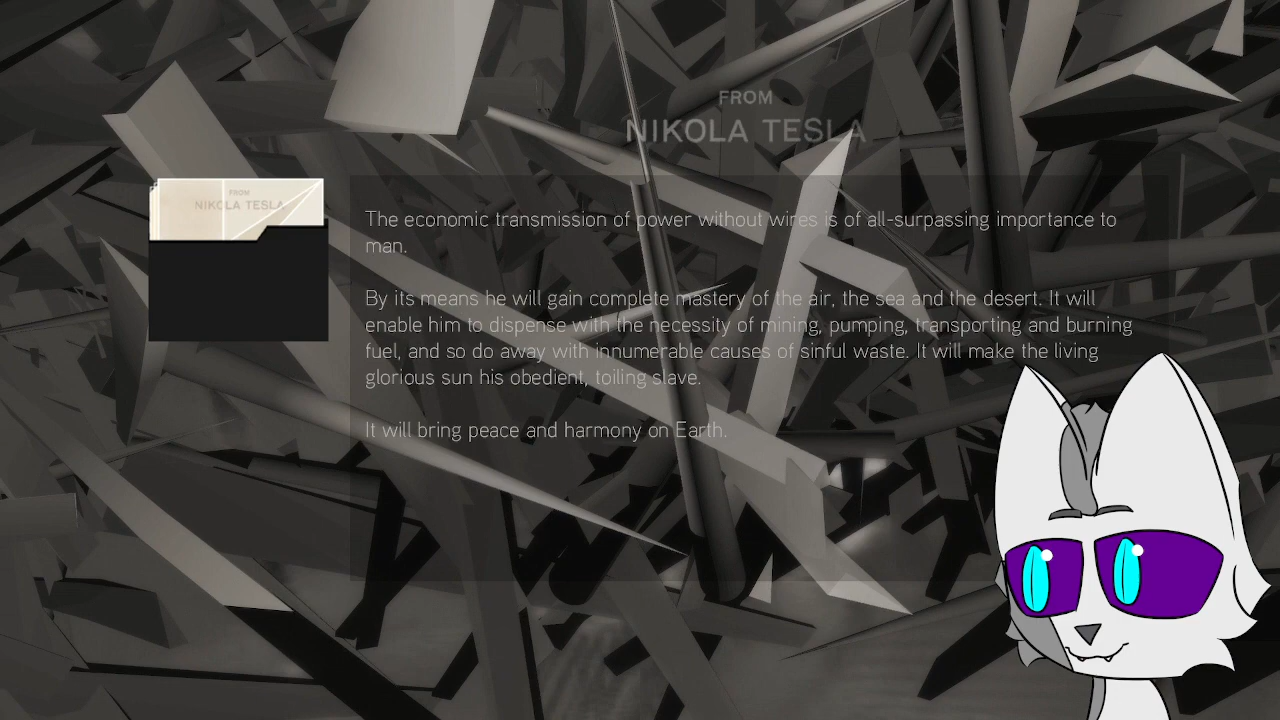 FROM
NIKOLA TESLA
FROM
NIKOLA TESLA
The economic transmission of power without wires is of all-surpassing importance to
man.
By its means he will gain complete mastery of the air, the sea and the desert. It will
enable him to dispense with the necessity of mining, pumping, transporting and burning
fuel, and so do away with innumerable causes of sinful waste. It will make the living
glorious sun his obedient, toiling slave.
It will bring peace and harmony on Earth.